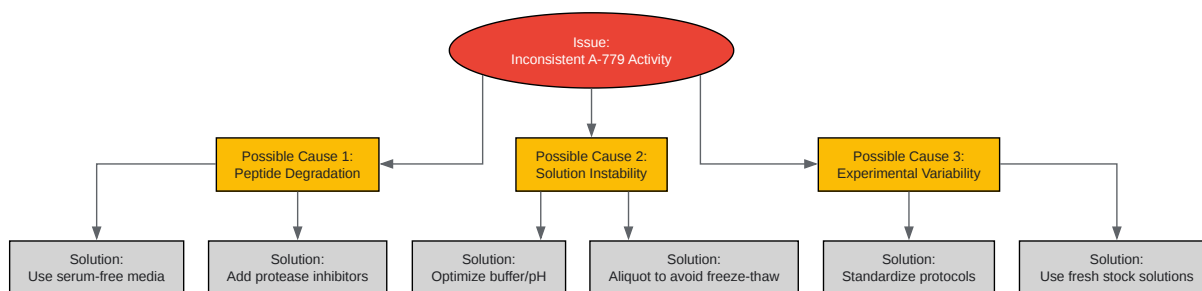 Issue:
Inconsistent A-779 Activity
Possible Cause 1:
Peptide Degradation
Possible Cause 2:
Solution Instability
Possible Cause 3:
Experimental Variability
Solution:
Use serum-free media
Solution:
Add protease inhibitors
Solution:
Optimize buffer/pH
Solution:
Aliquot to avoid freeze-thaw
Solution:
Standardize protocols
Solution:
Use fresh stock solutions